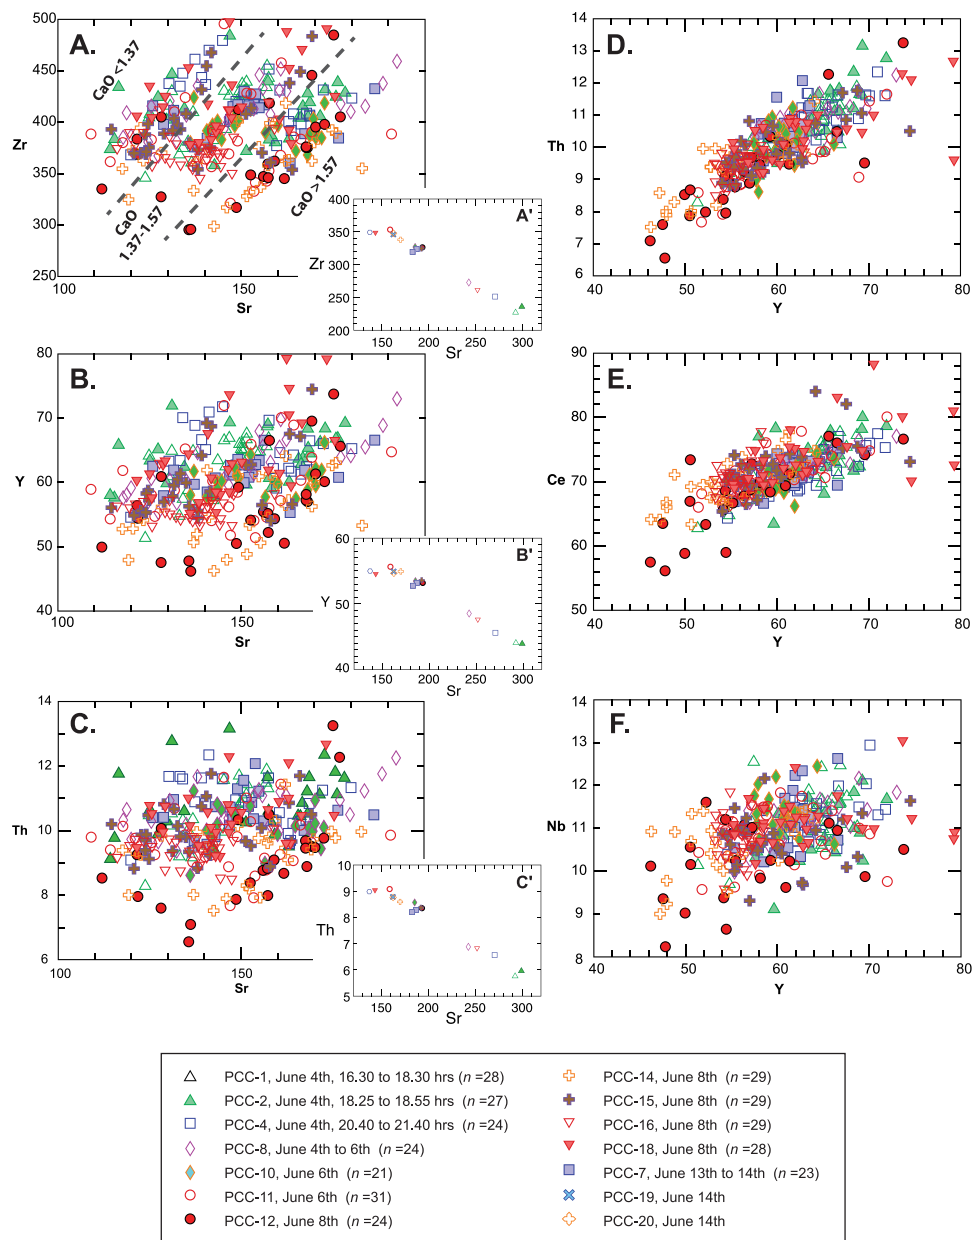 A.
500
450
400
350
300
250
Zr
CaO <1.37
CaO
1.37-1.57
CaO >1.57
100
150
Sr
A'
400
350
300
250
200
Zr
150
200
250
300
Sr
B.
80
70
60
50
40
Y
100
150
Sr
B'
60
50
40
Y
150
200
250
300
Sr
C.
14
12
10
8
6
Th
100
150
Sr
C'
10
9
8
7
6
5
Th
150
200
250
300
Sr
D.
14
13
12
11
10
9
8
7
6
Th
40
50
60
70
80
Y
E.
90
80
70
60
50
Ce
40
50
60
70
80
Y
F.
14
13
12
11
10
9
8
Nb
40
50
60
70
80
Y
PCC-1, June 4th, 16.30 to 18.30 hrs (n =28)
PCC-2, June 4th, 18.25 to 18.55 hrs (n =27)
PCC-4, June 4th, 20.40 to 21.40 hrs (n =24)
PCC-8, June 4th to 6th (n =24)
PCC-10, June 6th (n =21)
PCC-11, June 6th (n =31)
PCC-12, June 8th (n =24)
PCC-14, June 8th (n =29)
PCC-15, June 8th (n =29)
PCC-16, June 8th (n =29)
PCC-18, June 8th (n =28)
PCC-7, June 13th to 14th (n =23)
PCC-19, June 14th
PCC-20, June 14th